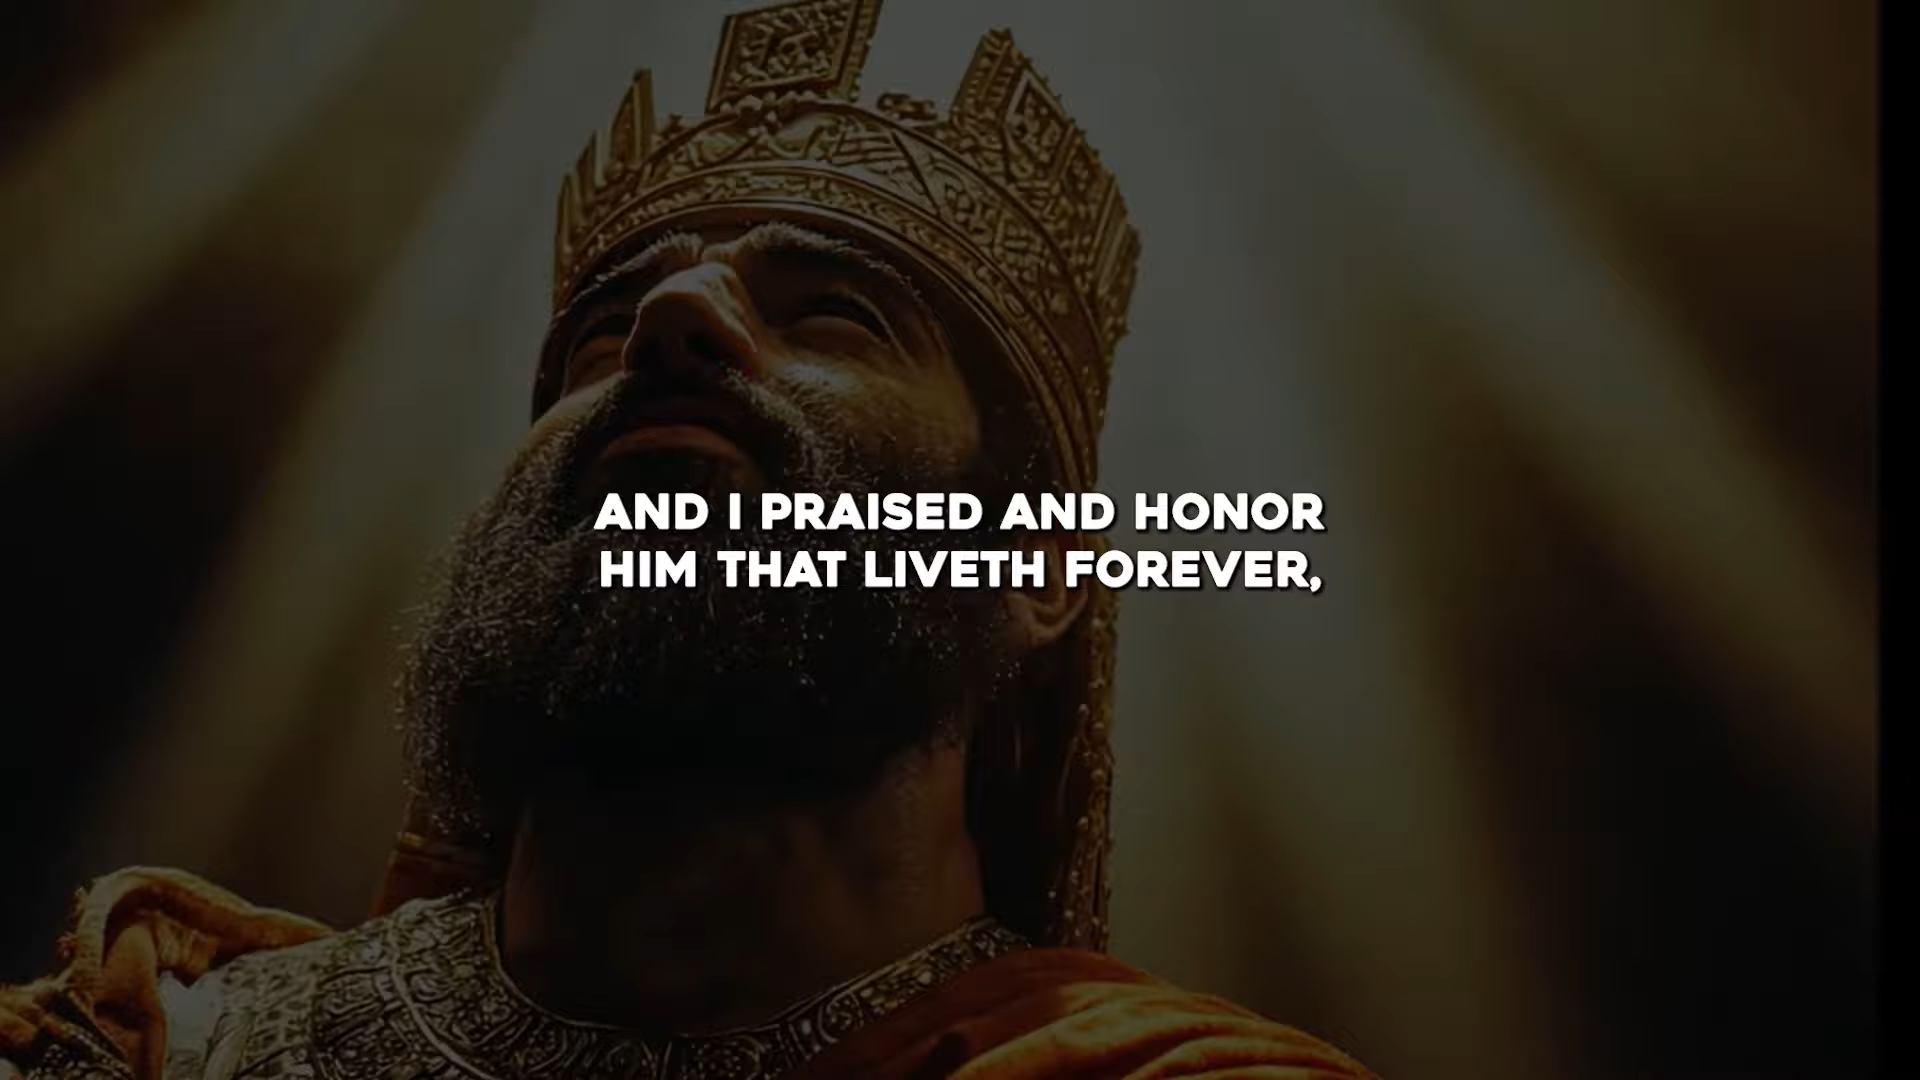 AND I PRAISED AND HONOR
HIM THAT LIVETH FOREVER,